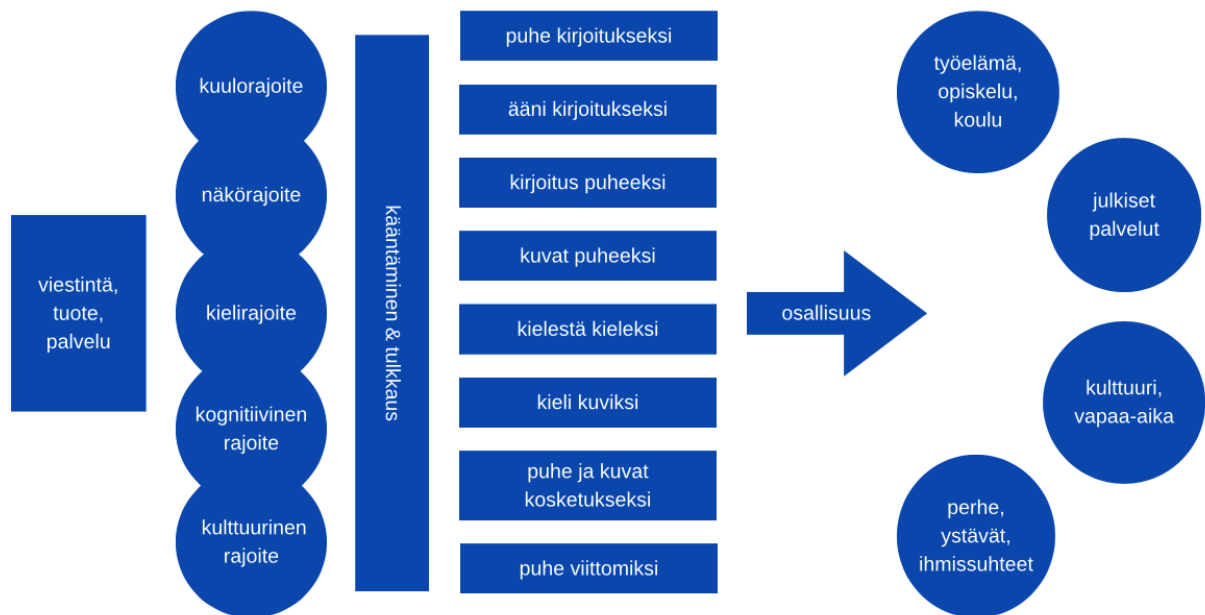 viestintä,
tuote,
palvelu
kuulorajoite
näkörajoite
kielirajoite
kognitiivinen
rajoite
kulttuurinen
rajoite
kääntäminen & tulkkaus
puhe kirjoitukseksi
ääni kirjoitukseksi
kirjoitus puheeksi
kuvat puheeksi
kielestä kieleksi
kieli kuviksi
puhe ja kuvat
kosketukseksi
puhe viittomiksi
osallisuus
työelämä,
opiskelu,
koulu
julkiset
palvelut
kulttuuri,
vapaa-aika
perhe,
ystävät,
ihmissuhteet